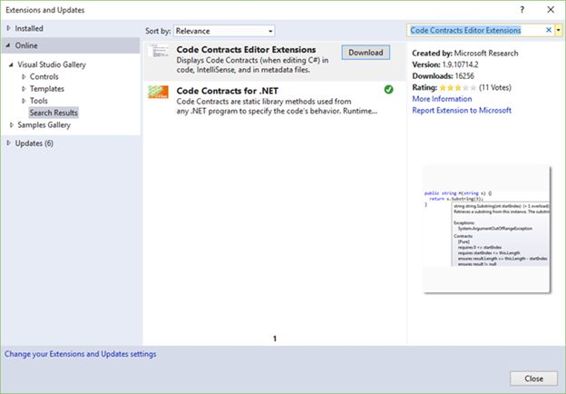 Extensions and Updates
Installed
Online
Visual Studio Gallery
Controls
Templates
Tools
Search Results
Samples Gallery
Updates (6)
Sort by: Relevance
Code Contracts Editor Extensions
Displays Code Contracts (when editing C#) in
code, IntelliSense, and in metadata files.
Download
Code Contracts for .NET
Code Contracts are static library methods used from
any .NET program to specify the code's behavior. Runtime...
1
Code Contracts Editor Extensions
Created by: Microsoft Research
Version: 1.9.10714.2
Downloads: 16256
Rating: (11 Votes)
More Information
Report Extension to Microsoft
public string M(string s) {
return s.Substring(3);
}
string string.Substring(int startIndex) (+ 1 overload)
Retrieves a substring from this instance. The substrin
Exceptions:
System.ArgumentOutOfRangeException
Contracts:
[Pure]
requires 0 <= startIndex
requires startIndex <= this.Length
ensures result.Length == this.Length - startIndex
ensures result != null
Change your Extensions and Updates settings
Close